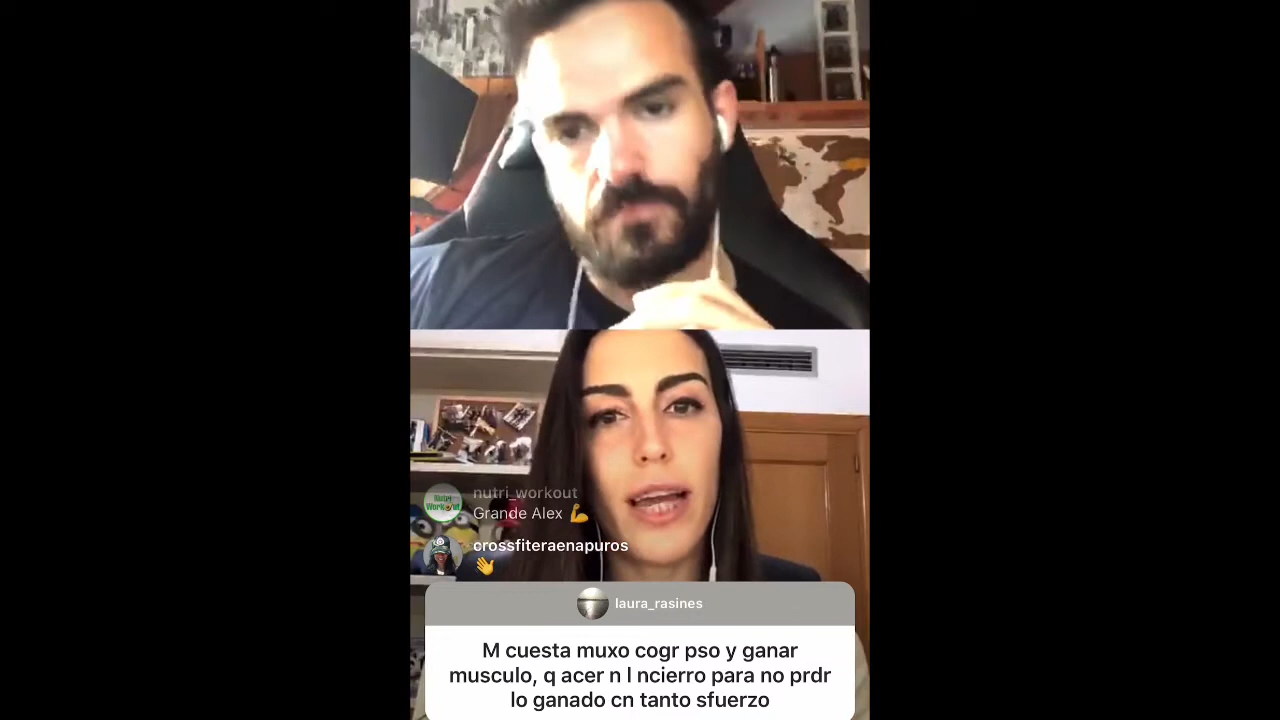 nutri_workout
Grande Alex 💪
crossfiteraenapuros
👋
laura_rasines
M cuesta muxo cogr pso y ganar
musculo, q acer n l ncierro para no prdr
lo ganado cn tanto sfuerzo